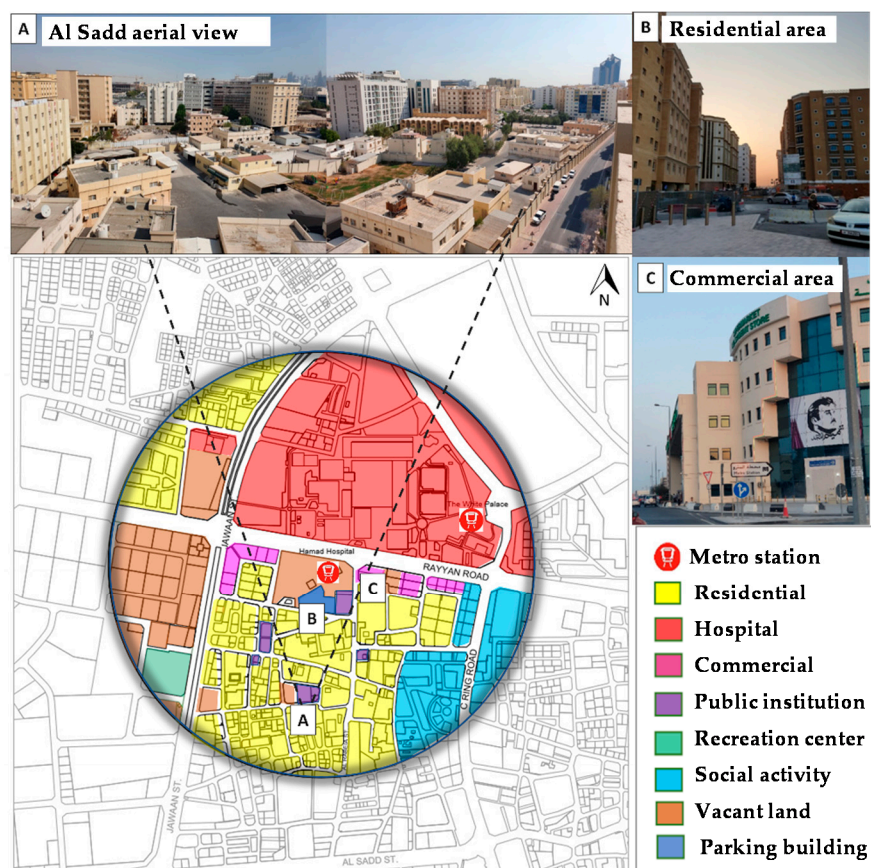 A
Al Sadd aerial view
B
Residential area
C
Commercial area
N
JAWAAN ST.
The White Palace
Hamad Hospital
RAYYAN ROAD
C
B
C RING ROAD
A
JAWAAN ST.
AL SADD ST.
Metro station
Residential
Hospital
Commercial
Public institution
Recreation center
Social activity
Vacant land
Parking building